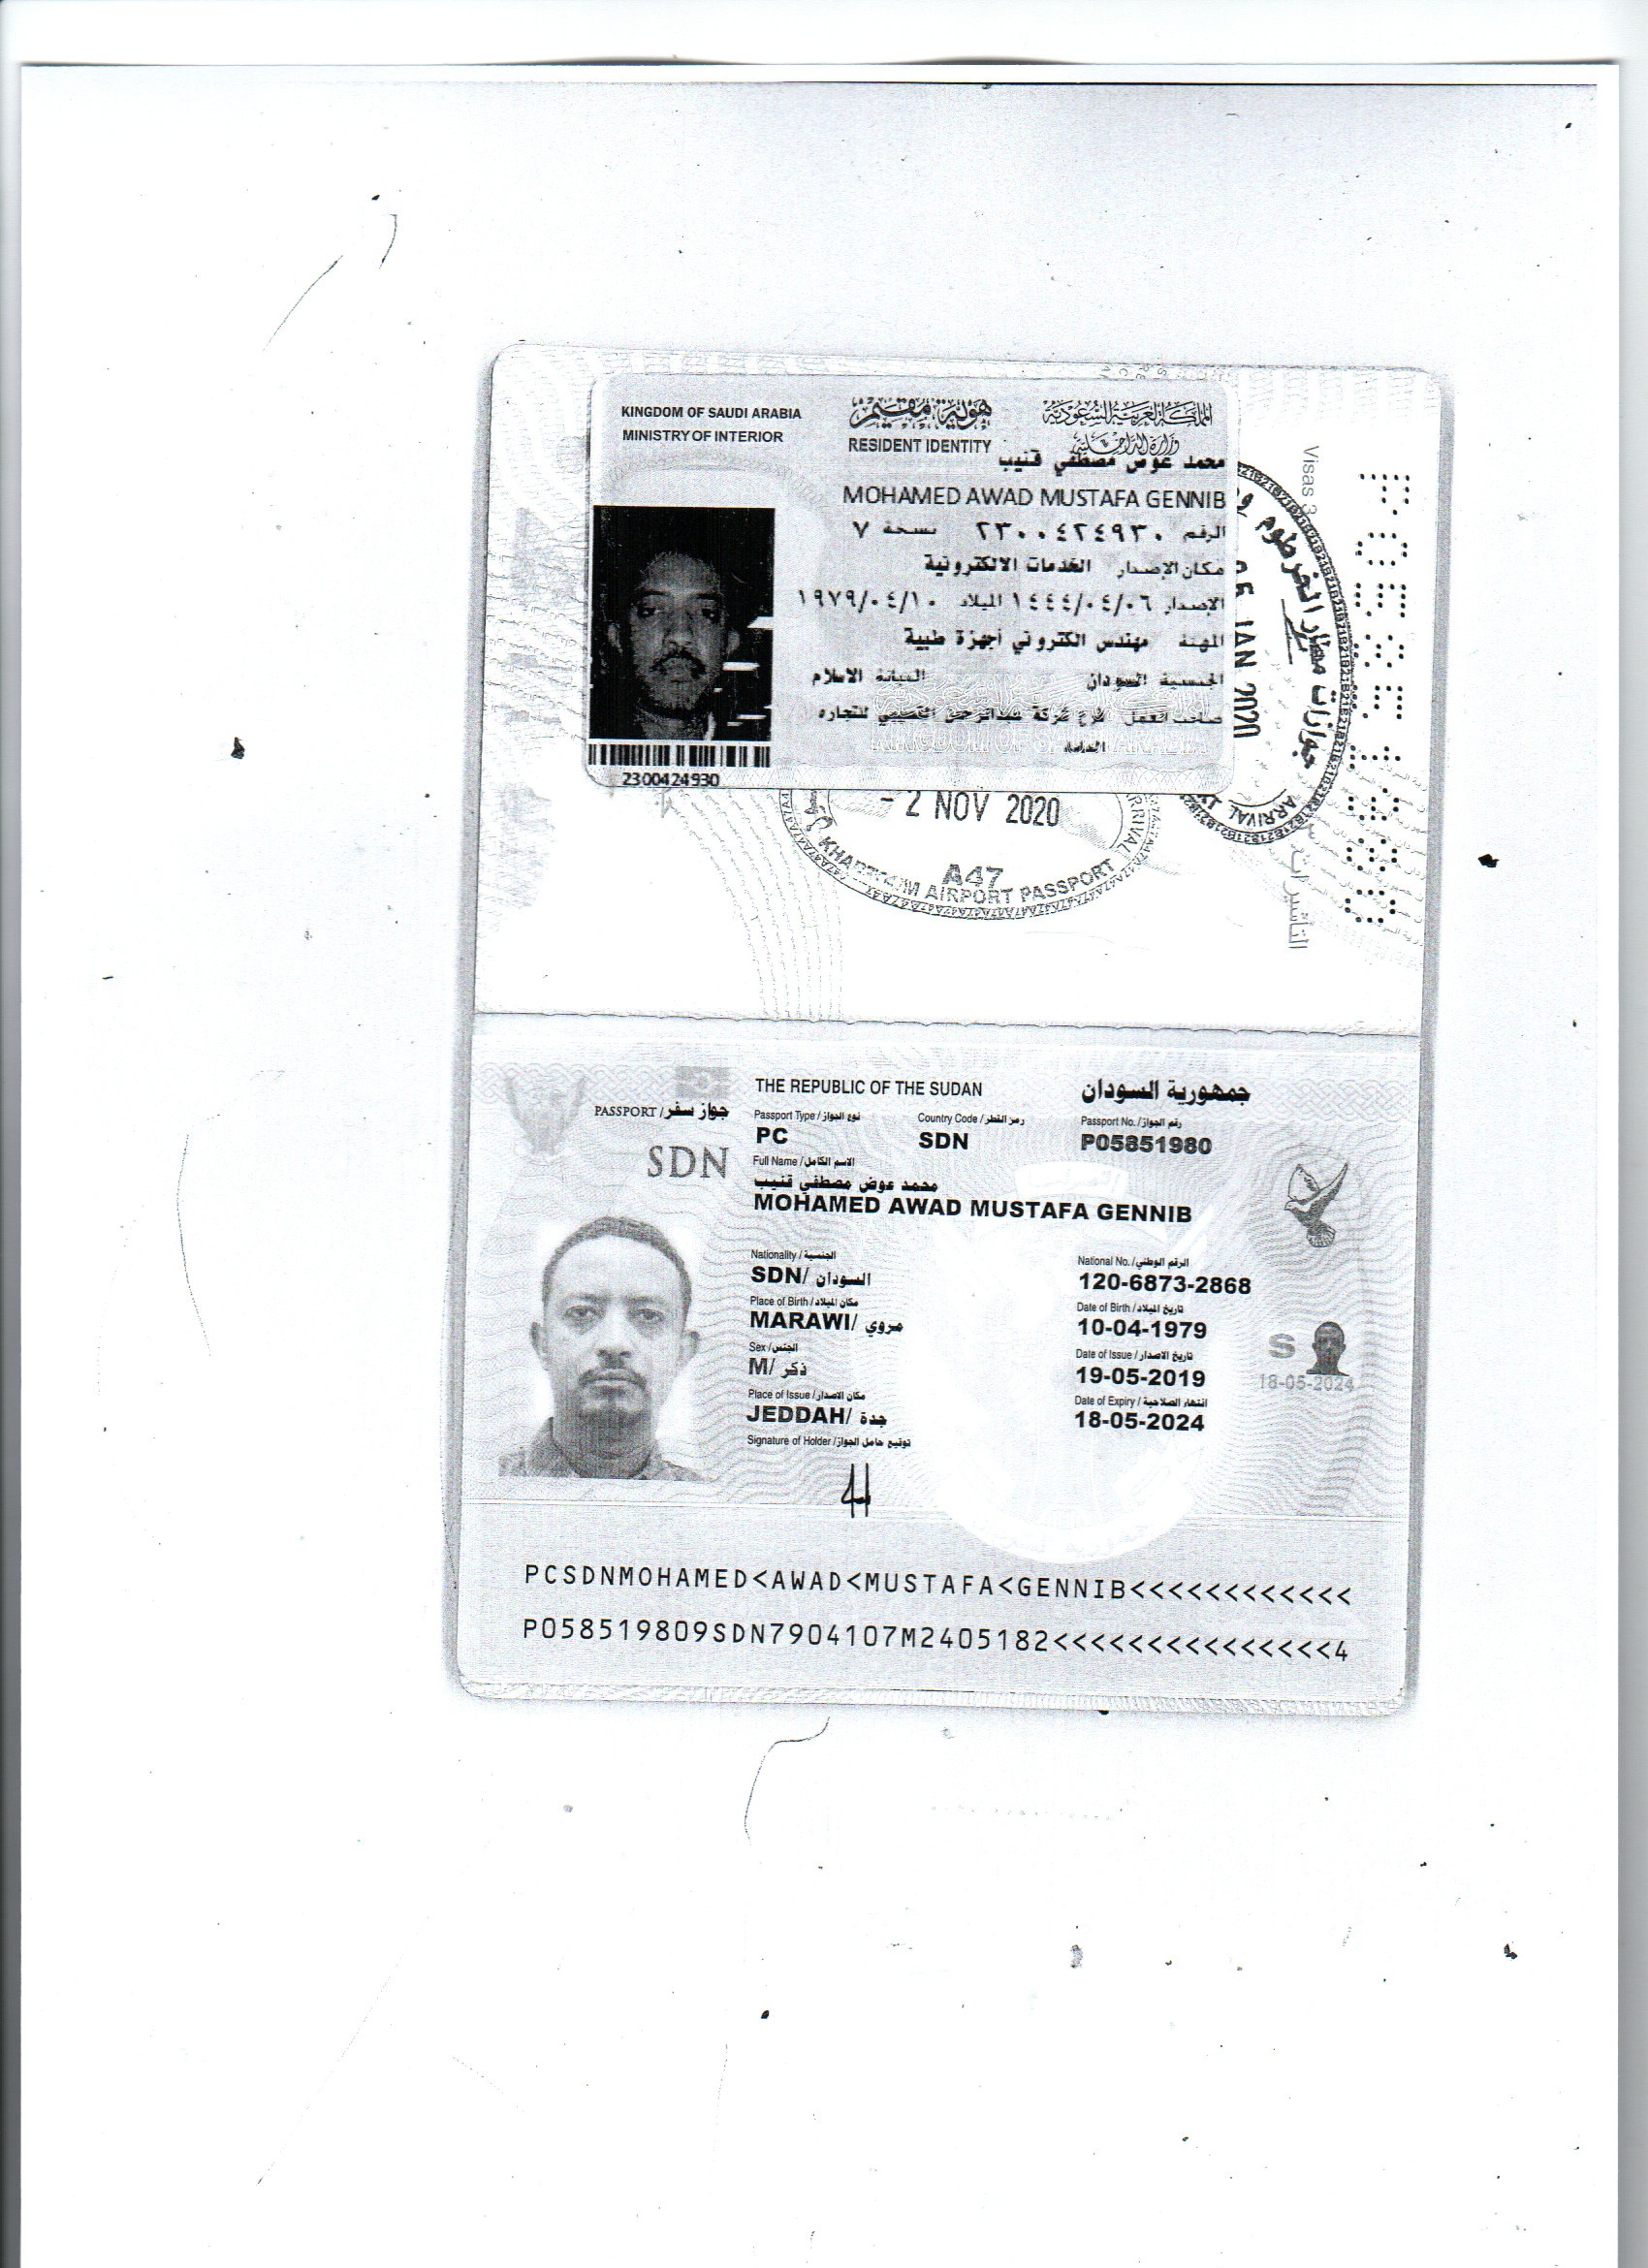 KINGDOM OF SAUDI ARABIA
MINISTRY OF INTERIOR
هوية مقيم
RESIDENT IDENTITY
المملكة العربية السعودية
وزارة الداخلية
محمد عوض مصطفي قنيب
MOHAMED AWAD MUSTAFA GENNIB
الرقم ٢٣٠٠٤٢٤٩٣٠ نسخة ٧
مكان الإصدار الخدمات الالكترونية
الإصدار ١٤٤٤/٠٤/٠٦ الميلاد ١٩٧٩/٠٤/١٠
المهنة مهندس الكتروني أجهزة طبية
الجنسية السودان الديانة الاسلام
صاحب العمل فرع شركة عبدالرحمن للتجاره
KINGDOM OF SAUDI ARABIA
2300424930
Visas 3
التأشيرات
جوازات مطار الخرطوم
05 JAN 2020
ARRIVAL
- 2 NOV 2020
A47
KHARTOUM AIRPORT PASSPORT
ARRIVAL
P05851980
جواز سفر/ PASSPORT
SDN
THE REPUBLIC OF THE SUDAN
جمهورية السودان
Passport Type / نوع الجواز
Country Code / رمز القطر
Passport No. / رقم الجواز
PC
SDN
P05851980
Full Name / الاسم الكامل
محمد عوض مصطفي قنيب
MOHAMED AWAD MUSTAFA GENNIB
Nationality / الجنسية
National No. / الرقم الوطني
SDN/ السودان
120-6873-2868
Place of Birth / مكان الميلاد
Date of Birth / تاريخ الميلاد
MARAWI/ مروي
10-04-1979
Sex / الجنس
Date of Issue / تاريخ الاصدار
M/ ذكر
19-05-2019
S
18-05-2024
Place of Issue / مكان الاصدار
Date of Expiry / انتهاء الصلاحية
JEDDAH/ جدة
18-05-2024
Signature of Holder / توقيع حامل الجواز
PCSDNMOHAMED<AWAD<MUSTAFA<GENNIB<<<<<<<<<<<<
P058519809SDN7904107M2405182<<<<<<<<<<<<<<<4